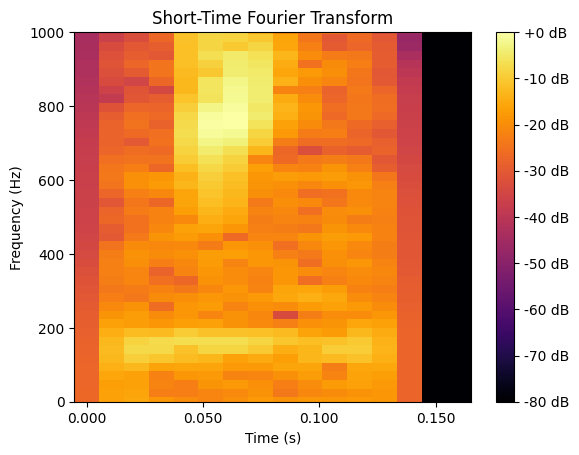 Short-Time Fourier Transform
Frequency (Hz)
1000
800
600
400
200
0
0.000
0.050
0.100
0.150
Time (s)
+0 dB
-10 dB
-20 dB
-30 dB
-40 dB
-50 dB
-60 dB
-70 dB
-80 dB